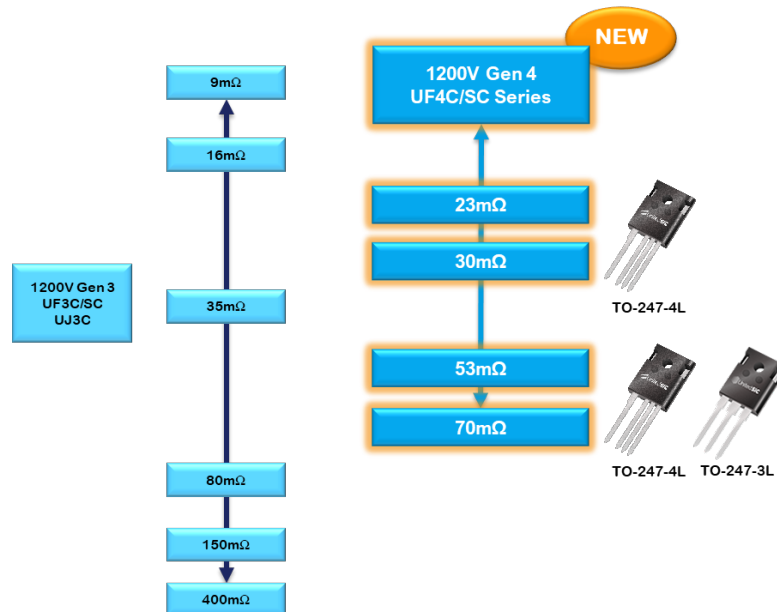 NEW
1200V Gen 4
UF4C/SC Series
9mΩ
16mΩ
23mΩ
30mΩ
1200V Gen 3
UF3C/SC
UJ3C
35mΩ
TO-247-4L
53mΩ
70mΩ
TO-247-4L
TO-247-3L
80mΩ
150mΩ
400mΩ